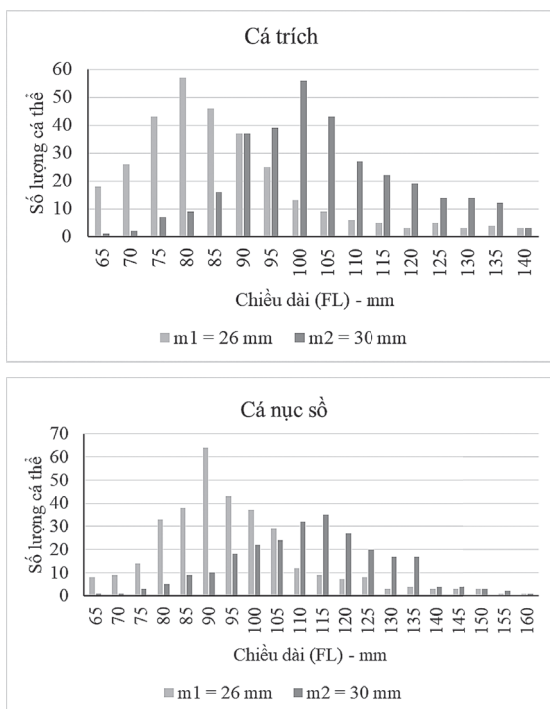 Cá trích
Số lượng cá thể
60
50
40
30
20
10
0
65 70 75 80 85 90 95 100 105 110 115 120 125 130 135 140
Chiều dài (FL) - mm
m1 = 26 mm m2 = 30 mm
Cá nục sồ
Số lượng cá thể
70
60
50
40
30
20
10
0
65 70 75 80 85 90 95 100 105 110 115 120 125 130 135 140 145 150 155 160
Chiều dài (FL) - mm
m1 = 26 mm m2 = 30 mm